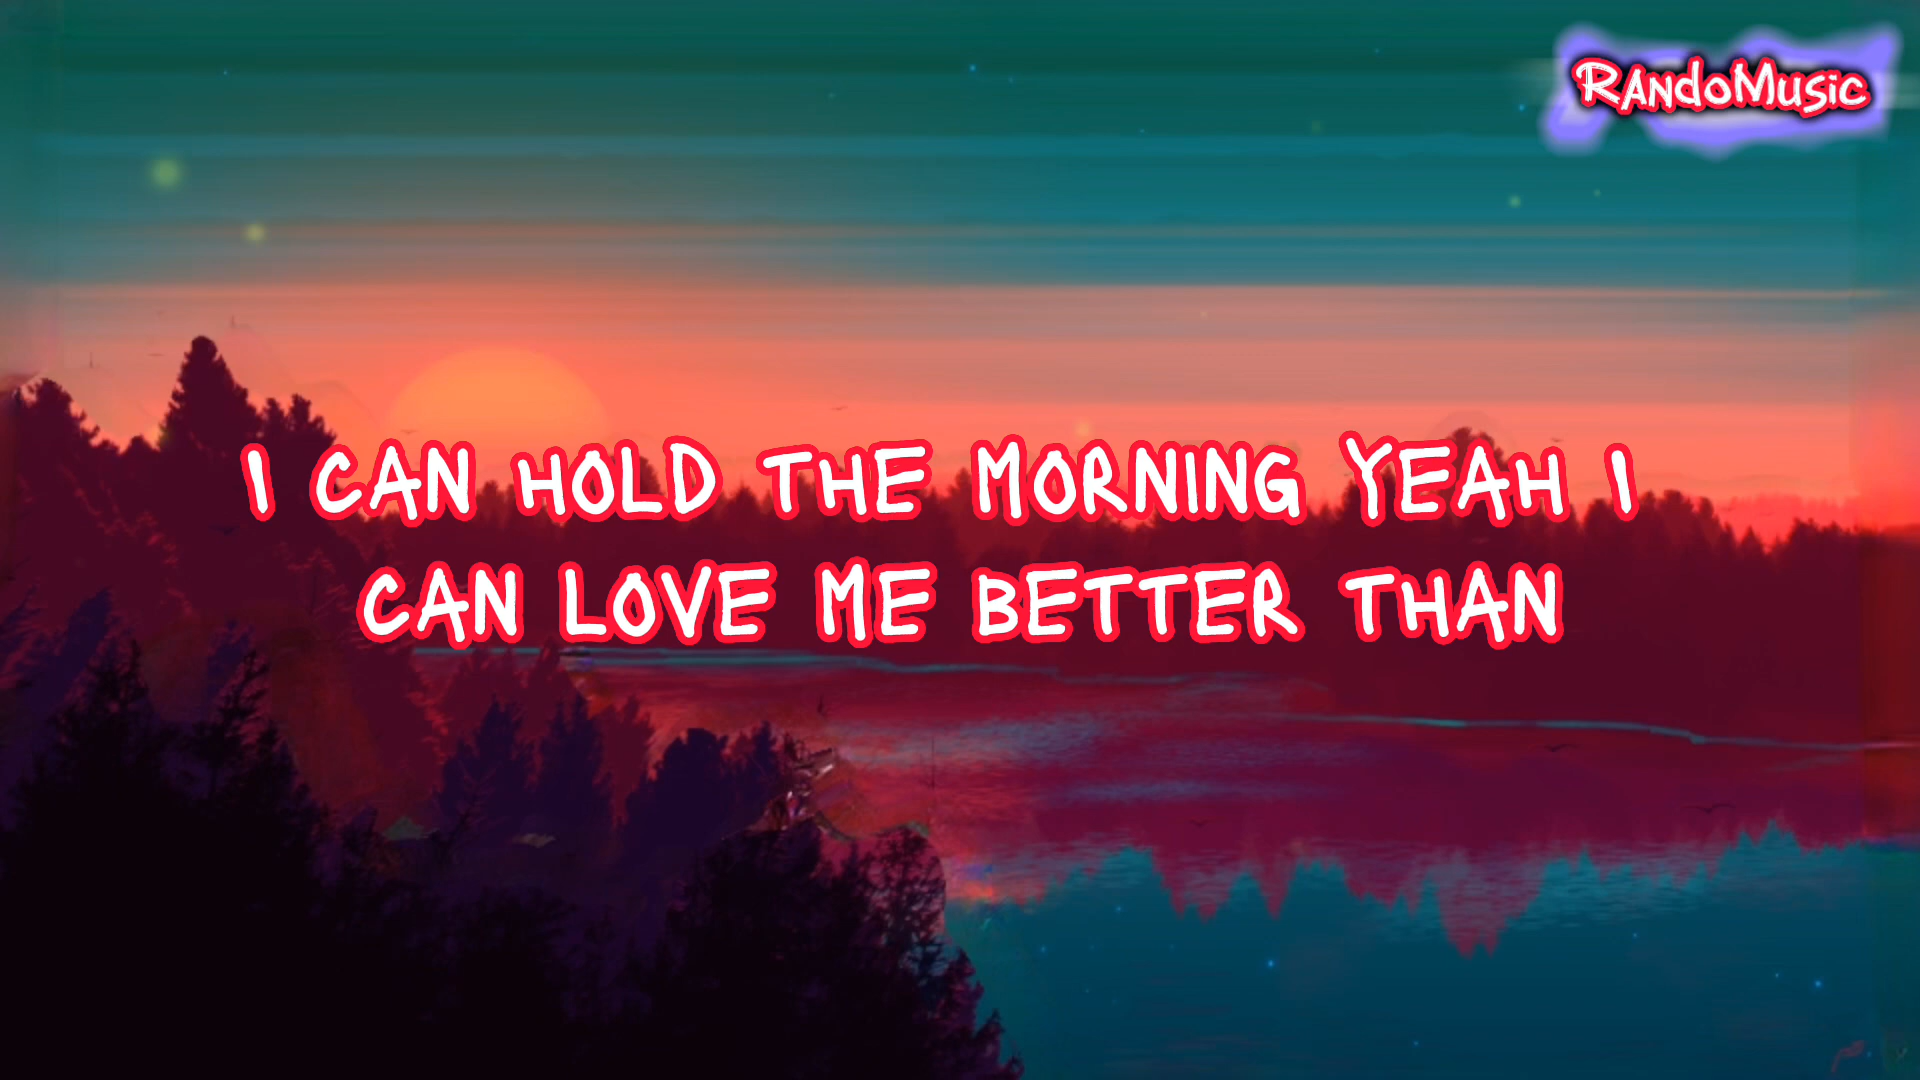 RandoMusic
I CAN HOLD THE MORNING YEAH I
CAN LOVE ME BETTER THAN